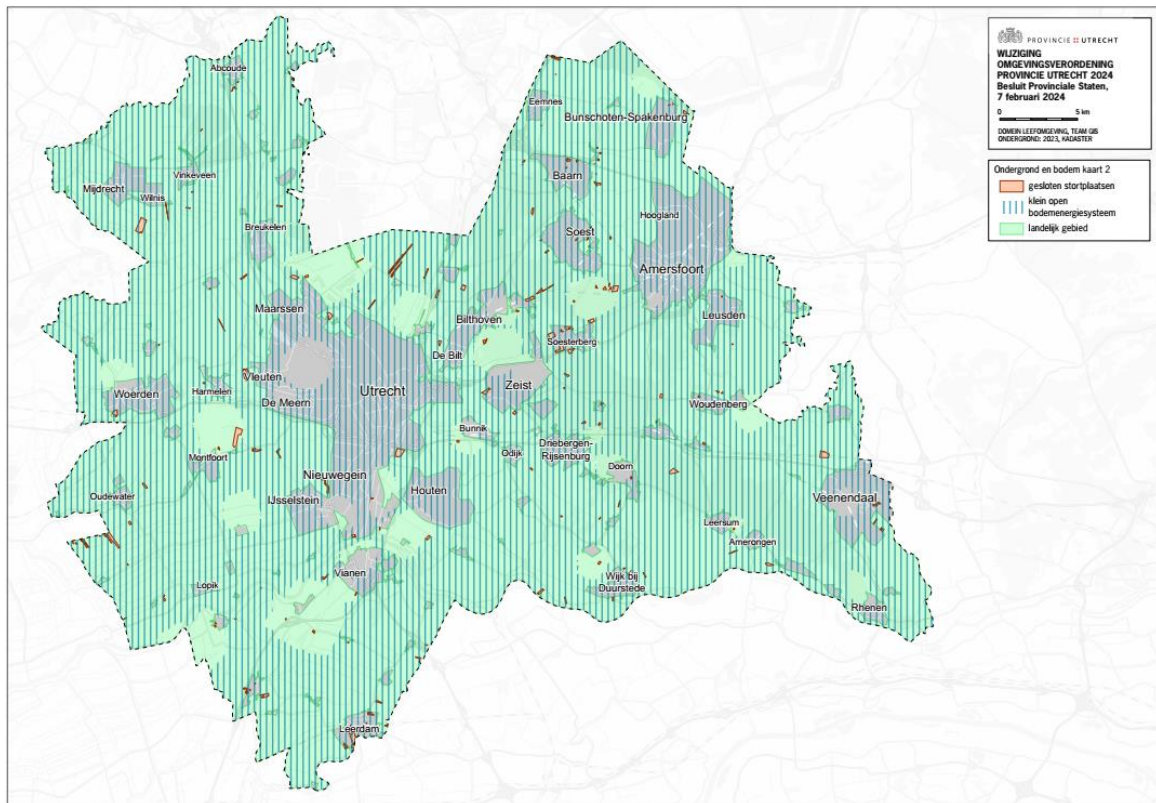 PROVINCIE UTRECHT
WIJZIGING
OMGEVINGSVERORDENING
PROVINCIE UTRECHT 2024
Besluit Provinciale Staten,
7 februari 2024
0 5 km
DOMEIN LEEFOMGEVING, TEAM GIS
ONDERGROND: 2023, KADASTER
Ondergrond en bodem kaart 2
gesloten stortplaatsen
klein open
bodemenergiesysteem
landelijk gebied
Abcoude
Eemnes
Bunschoten-Spakenburg
Vinkeveen
Baarn
Mijdrecht
Wilnis
Hoogland
Breukelen
Soest
Amersfoort
Maarssen
Bilthoven
Leusden
Soesterberg
De Bilt
Vleuten
Zeist
Harmelen
Utrecht
Woerden
De Meern
Woudenberg
Bunnik
Driebergen-
Rijsenburg
Odijk
Montfoort
Doorn
Nieuwegein
Houten
Oudewater
IJsselstein
Veenendaal
Leersum
Amerongen
Vianen
Wijk bij
Duurstede
Lopik
Rhenen
Leerdam